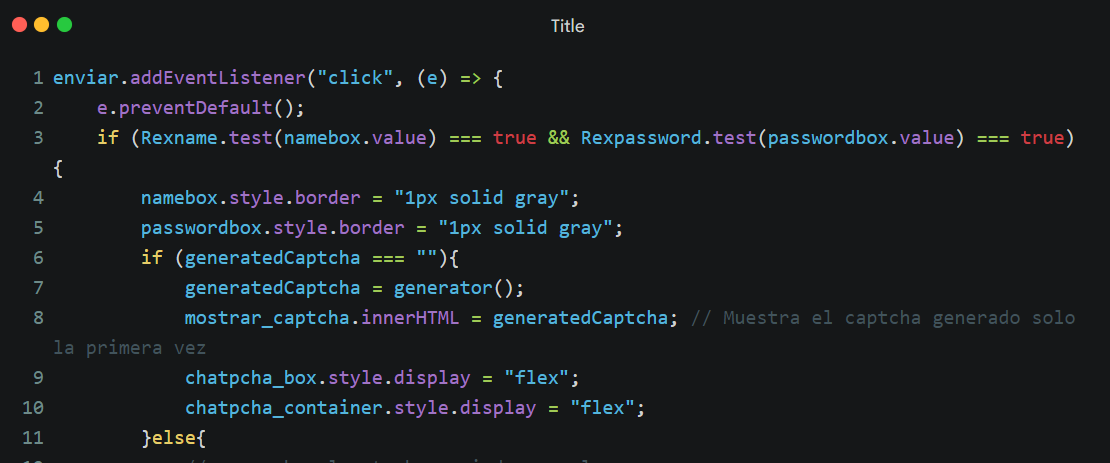 Title
1 enviar.addEventListener("click", (e) => {
2 e.preventDefault();
3 if (Rexname.test(namebox.value) === true && Rexpassword.test(passwordbox.value) === true)
{
4 namebox.style.border = "1px solid gray";
5 passwordbox.style.border = "1px solid gray";
6 if (generatedCaptcha === ""){
7 generatedCaptcha = generator();
8 mostrar_captcha.innerHTML = generatedCaptcha; // Muestra el captcha generado solo
la primera vez
9 chatpcha_box.style.display = "flex";
10 chatpcha_container.style.display = "flex";
11 }else{